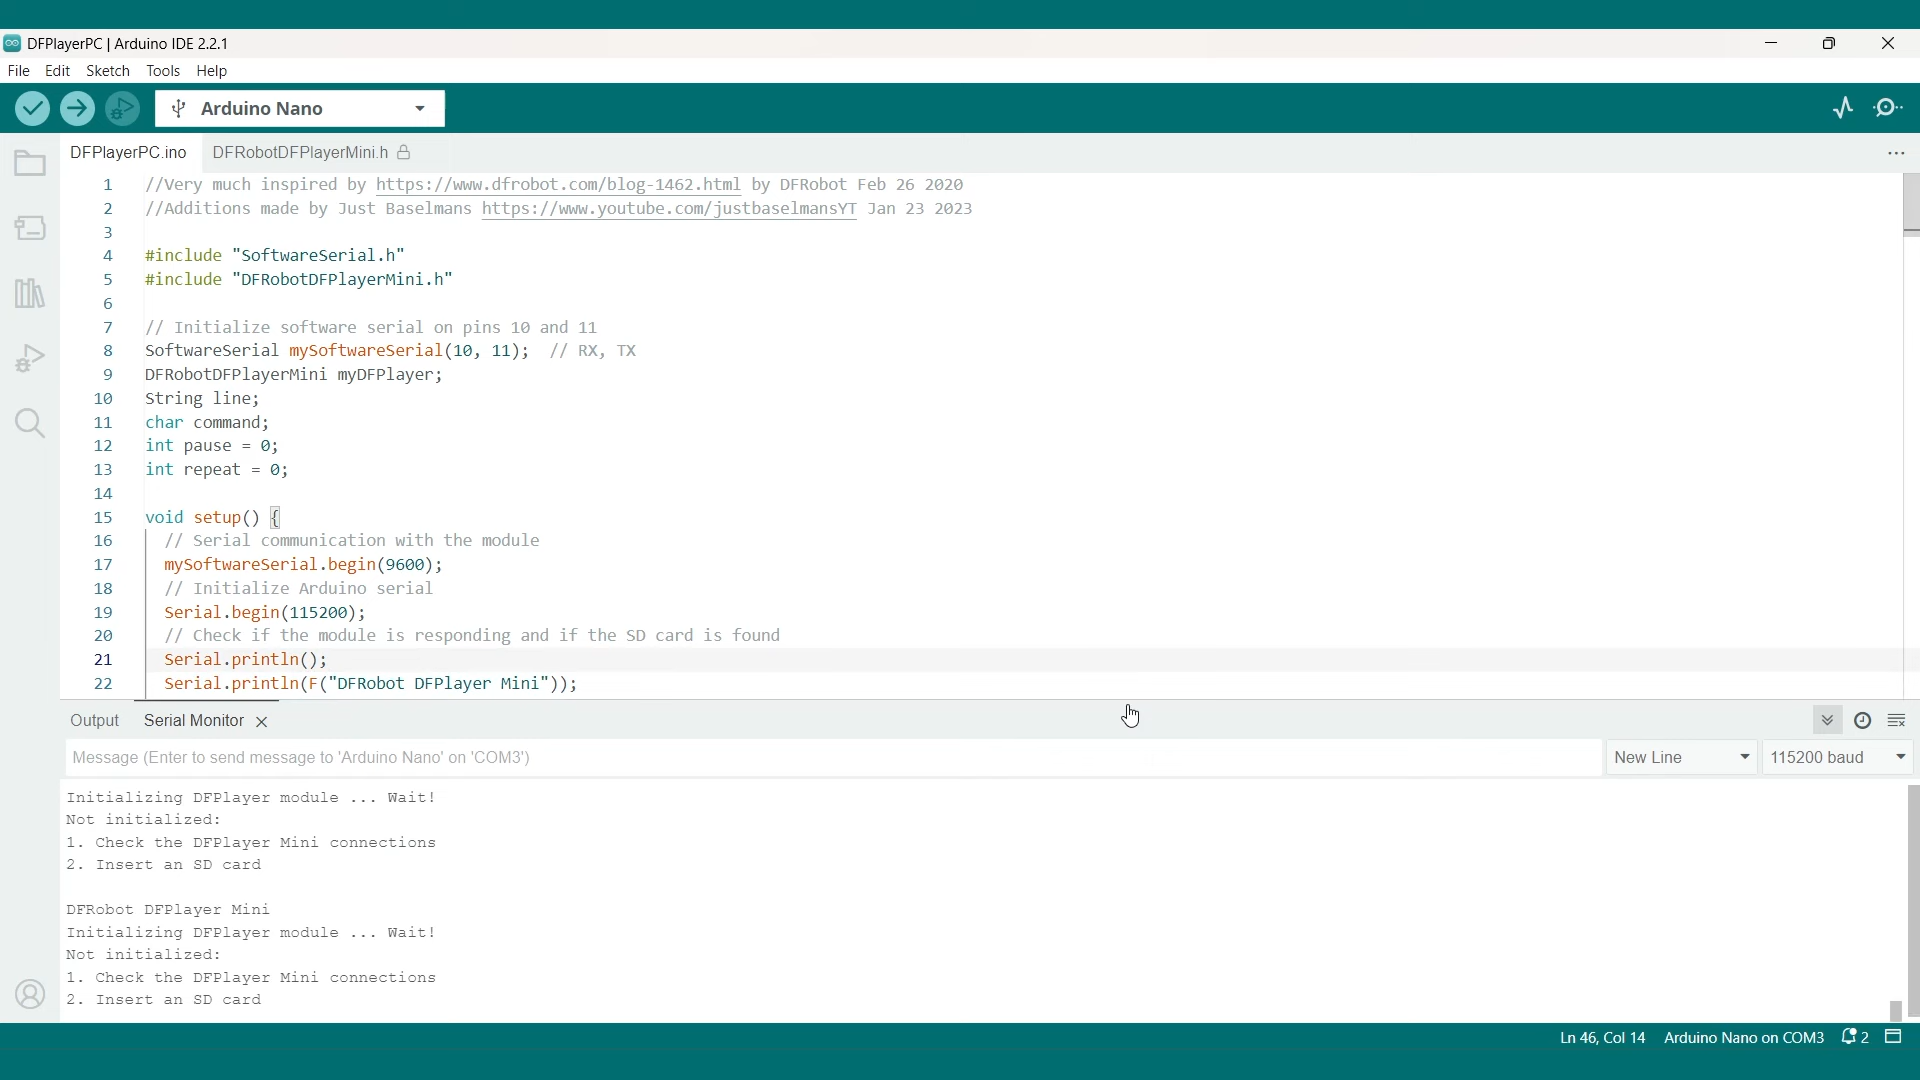 DFPlayerPC | Arduino IDE 2.2.1
File Edit Sketch Tools Help
Arduino Nano
DFPlayerPC.ino DFRobotDFPlayerMini.h
1 //Very much inspired by https://www.dfrobot.com/blog-1462.html by DFRobot Feb 26 2020
2 //Additions made by Just Baselmans https://www.youtube.com/justbaselmansYT Jan 23 2023
3
4 #include "SoftwareSerial.h"
5 #include "DFRobotDFPlayerMini.h"
6
7 // Initialize software serial on pins 10 and 11
8 SoftwareSerial mySoftwareSerial(10, 11);  // RX, TX
9 DFRobotDFPlayerMini myDFPlayer;
10 String line;
11 char command;
12 int pause = 0;
13 int repeat = 0;
14
15 void setup() {
16 // Serial communication with the module
17 mySoftwareSerial.begin(9600);
18 // Initialize Arduino serial
19 Serial.begin(115200);
20 // Check if the module is responding and if the SD card is found
21 Serial.println();
22 Serial.println(F("DFRobot DFPlayer Mini"));
Output Serial Monitor
Message (Enter to send message to 'Arduino Nano' on 'COM3') New Line 115200 baud
Initializing DFPlayer module ... Wait!
Not initialized:
1. Check the DFPlayer Mini connections
2. Insert an SD card
DFRobot DFPlayer Mini
Initializing DFPlayer module ... Wait!
Not initialized:
1. Check the DFPlayer Mini connections
2. Insert an SD card
Ln 46, Col 14 Arduino Nano on COM3 2